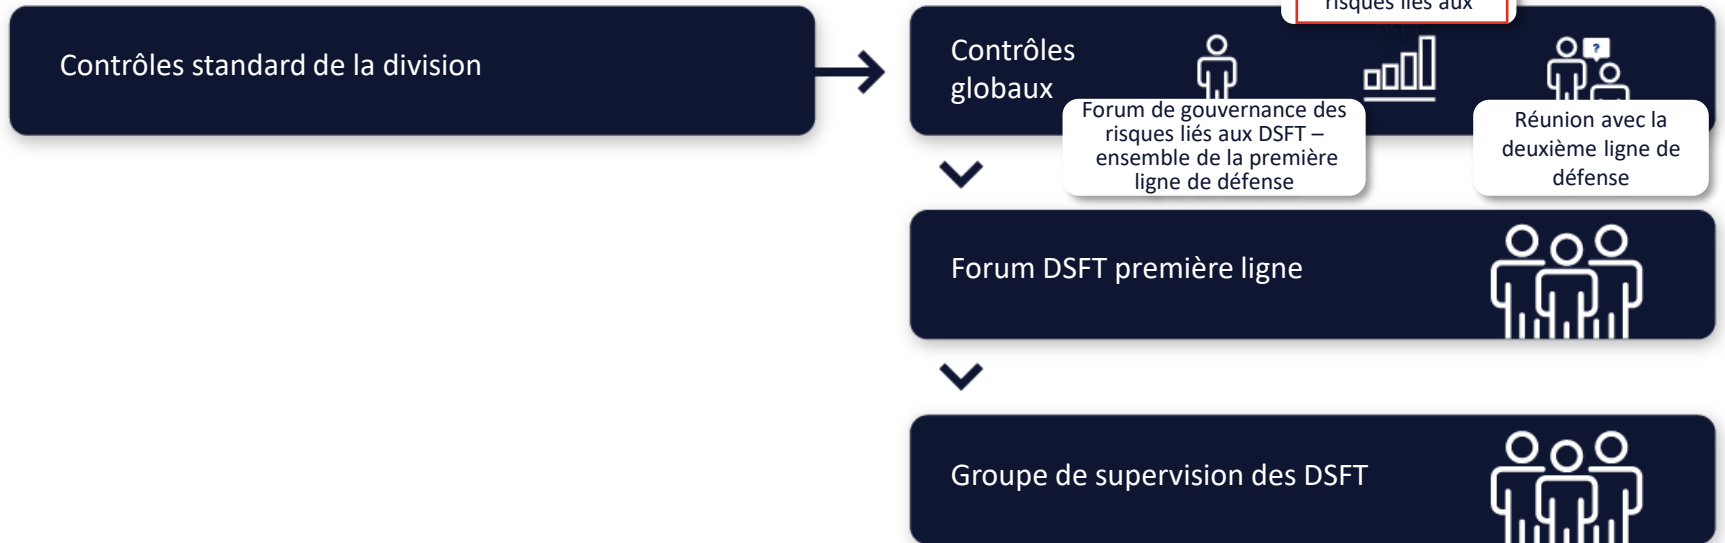 Contrôles standard de la division
risques liés aux
Contrôles
globaux
?
Forum de gouvernance des
risques liés aux DSFT –
ensemble de la première
ligne de défense
Réunion avec la
deuxième ligne de
défense
Forum DSFT première ligne
Groupe de supervision des DSFT